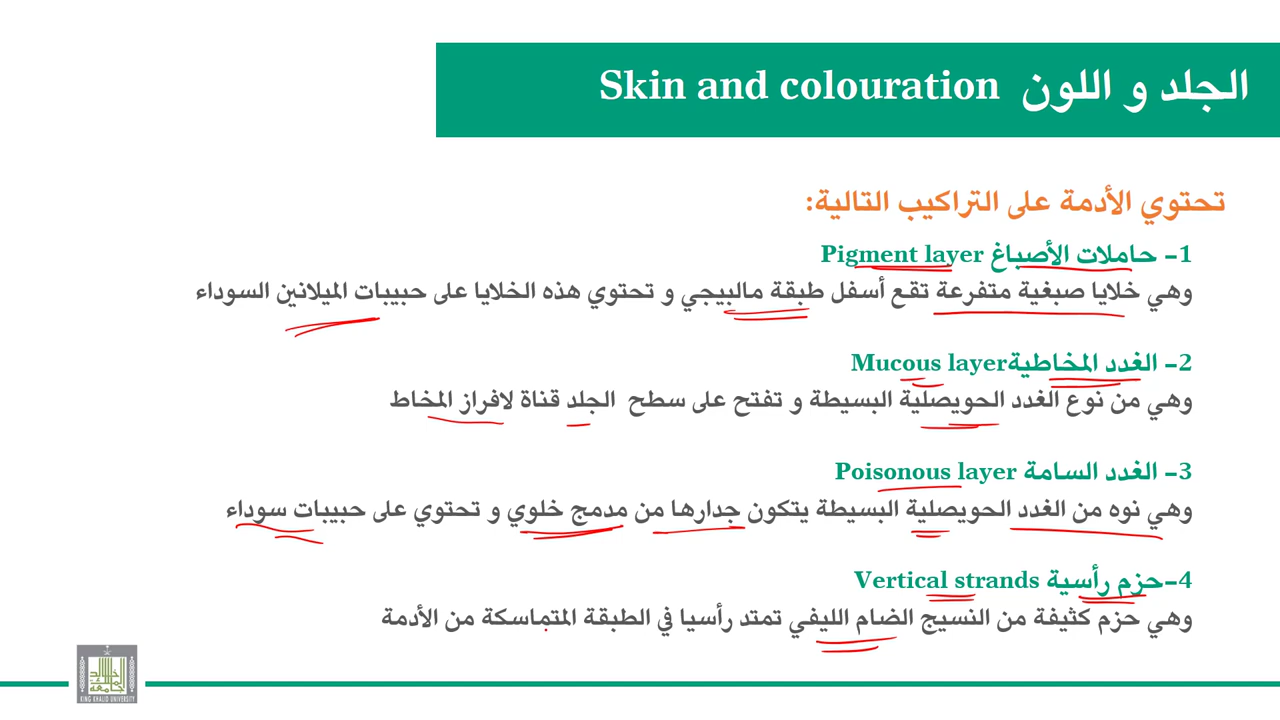 الجلد و اللون Skin and colouration
تحتوي الأدمة على التراكيب التالية:
1- حاملات الأصباغ Pigment layer
وهي خلايا صبغية متفرعة تقع أسفل طبقة مالبيجي و تحتوي هذه الخلايا على حبيبات الميلانين السوداء
2- الغدد المخاطيةMucous layer
وهي من نوع الغدد الحويصلية البسيطة و تفتح على سطح الجلد قناة لافراز المخاط
3- الغدد السامة Poisonous layer
وهي نوه من الغدد الحويصلية البسيطة يتكون جدارها من مدمج خلوي و تحتوي على حبيبات سوداء
4-حزم رأسية Vertical strands
وهي حزم كثيفة من النسيج الضام الليفي تمتد رأسيا في الطبقة المتماسكة من الأدمة
KING KHALID UNIVERSITY